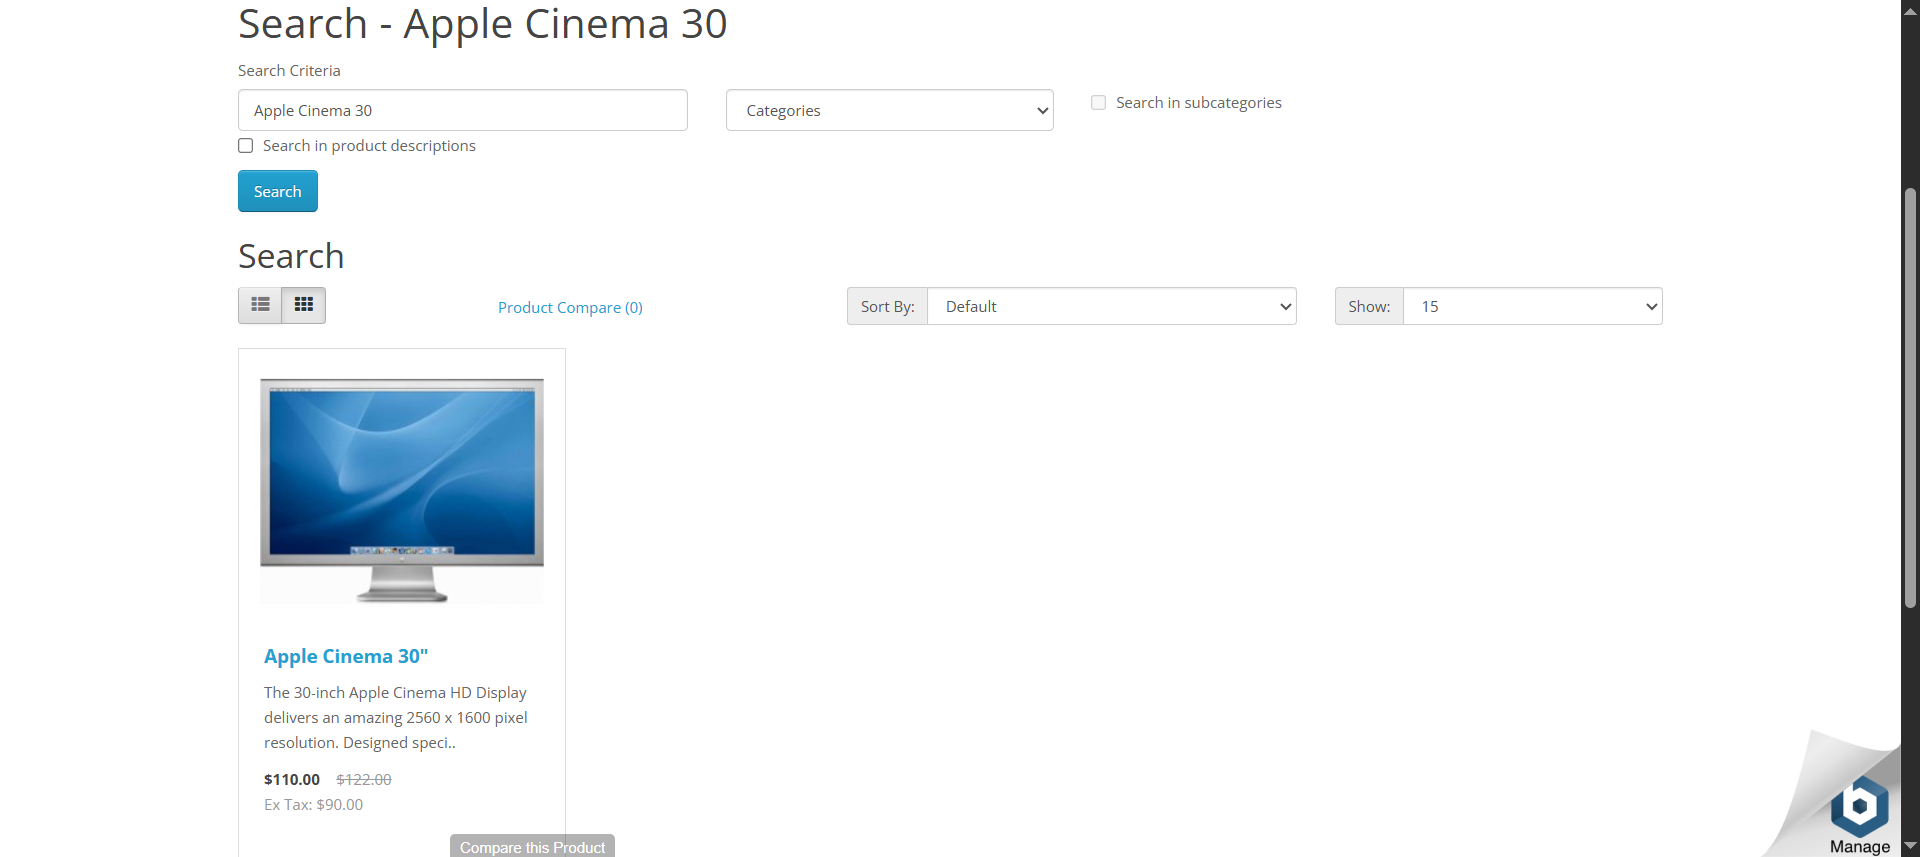 Search - Apple Cinema 30
Search Criteria
Apple Cinema 30
Categories
Search in subcategories
Search in product descriptions
Search
Search
Product Compare (0)
Sort By:
Default
Show:
15
Apple Cinema 30"
The 30-inch Apple Cinema HD Display
delivers an amazing 2560 x 1600 pixel
resolution. Designed speci..
$110.00 $122.00
Ex Tax: $90.00
Compare this Product
Manage